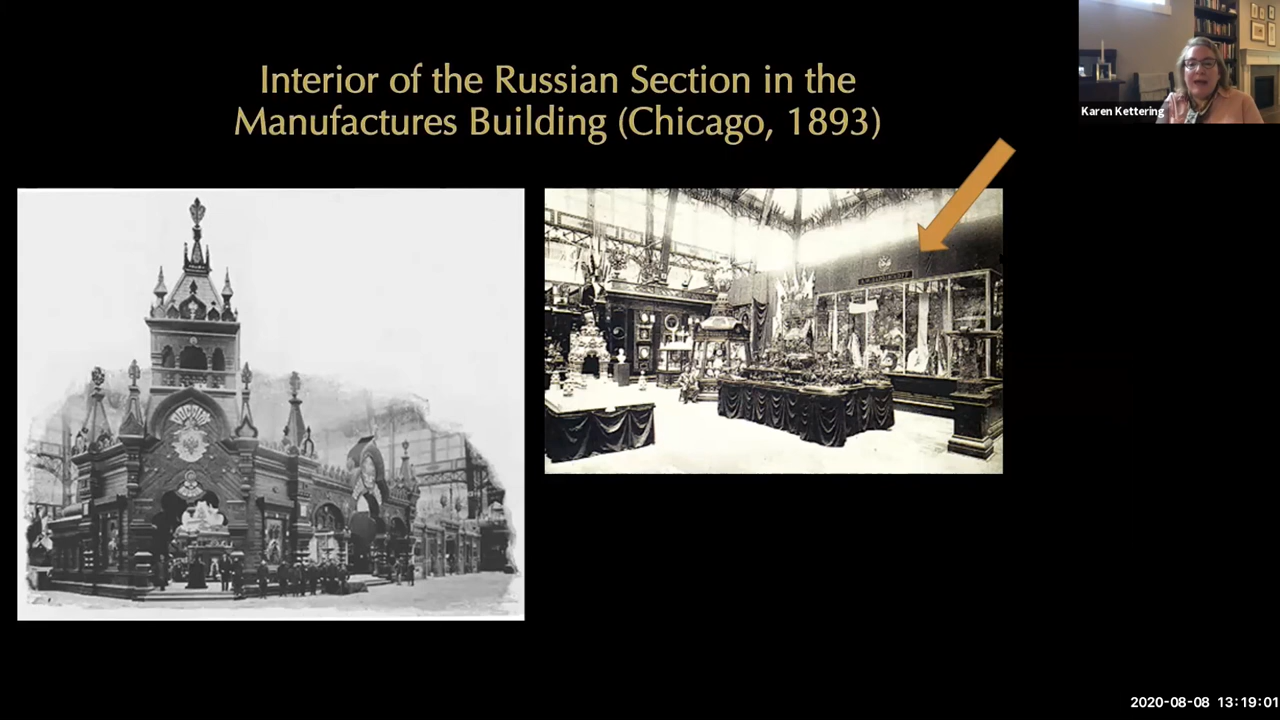 Interior of the Russian Section in the
Manufactures Building (Chicago, 1893)
Karen Kettering
2020-08-08 13:19:01